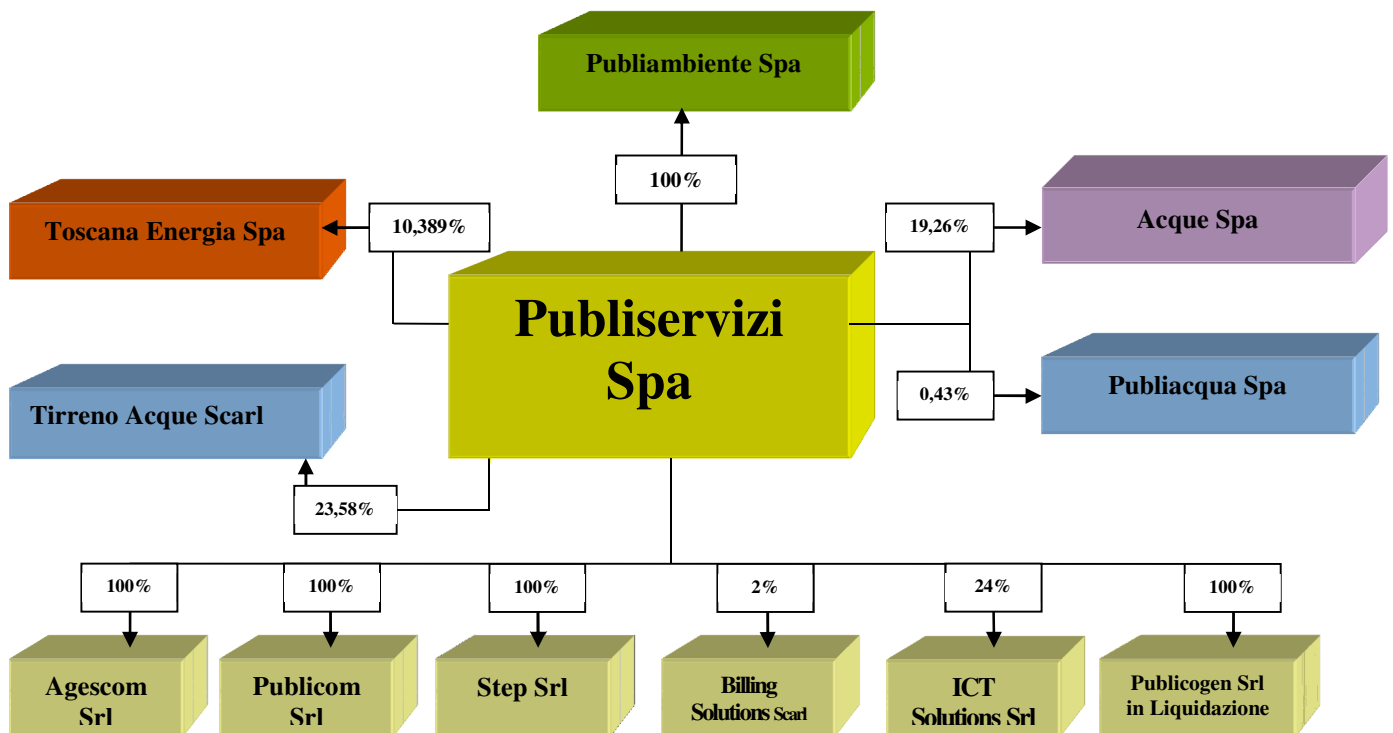 Publiambiente Spa
100%
Toscana Energia Spa
10,389%
19,26%
Acque Spa
Publiservizi
Spa
Tirreno Acque Scarl
0,43%
Publiacqua Spa
23,58%
100%
100%
100%
2%
24%
100%
Agescom
Srl
Publicom
Srl
Step Srl
Billing
Solutions Scarl
ICT
Solutions Srl
Publicogen Srl
in Liquidazione